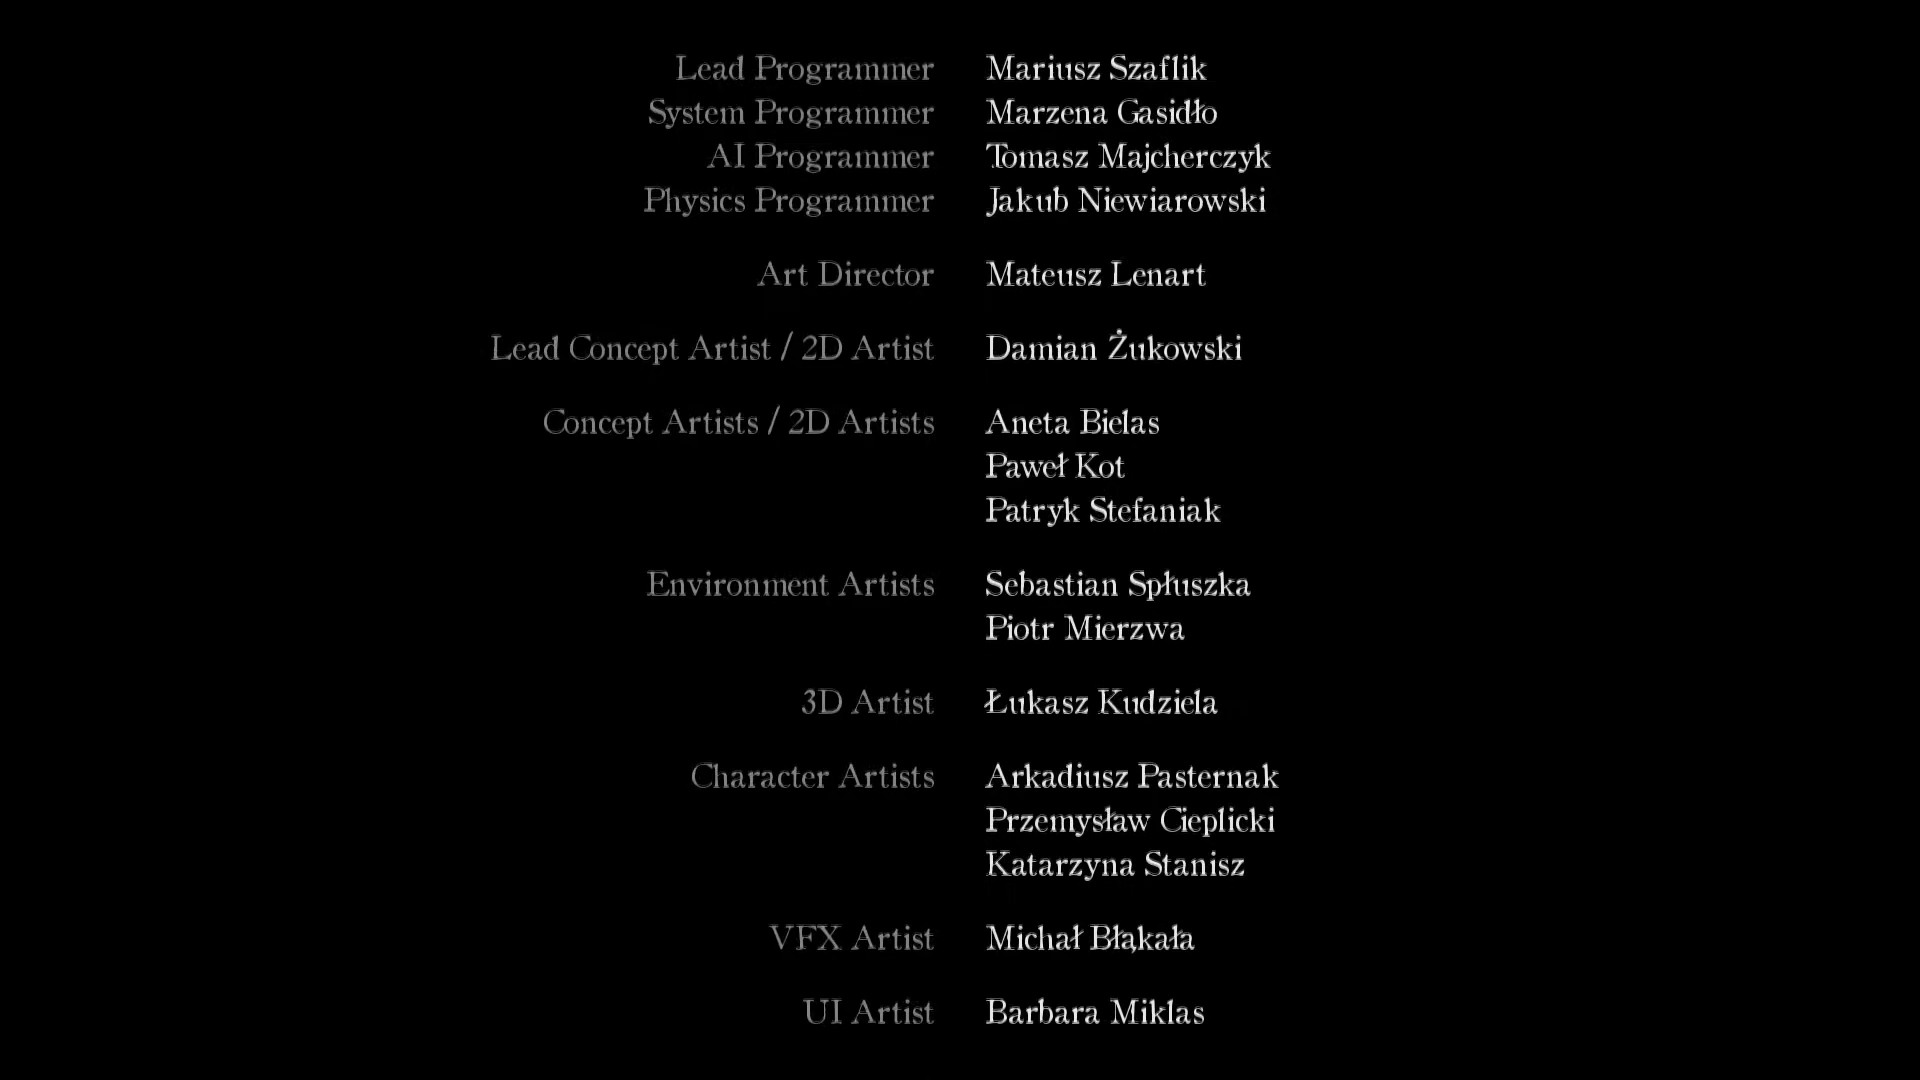 Lead Programmer Mariusz Szaflik
System Programmer Marzena Gasidło
AI Programmer Tomasz Majcherczyk
Physics Programmer Jakub Niewiarowski
Art Director Mateusz Lenart
Lead Concept Artist / 2D Artist Damian Żukowski
Concept Artists / 2D Artists Aneta Bielas
Paweł Kot
Patryk Stefaniak
Environment Artists Sebastian Spłuszka
Piotr Mierzwa
3D Artist Łukasz Kudziela
Character Artists Arkadiusz Pasternak
Przemysław Cieplicki
Katarzyna Stanisz
VFX Artist Michał Błąkała
UI Artist Barbara Miklas